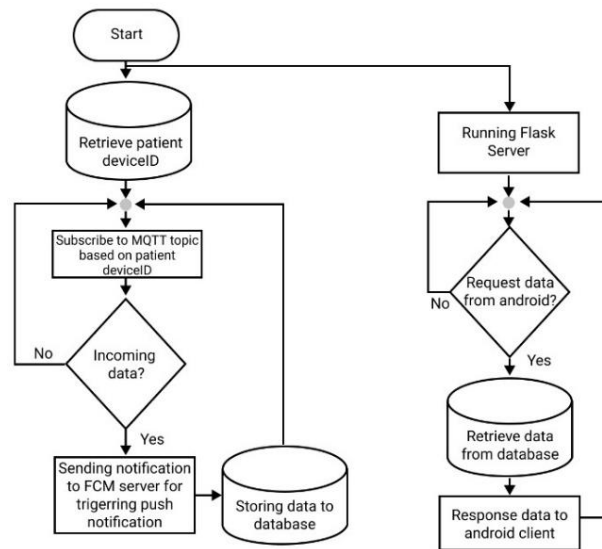 Start
Retrieve patient
deviceID
Subscribe to MQTT topic
based on patient
deviceID
No
Incoming
data?
Yes
Sending notification
to FCM server for
trigerring push
notification
Storing data to
database
Running Flask
Server
Request data
from android?
No
Yes
Retrieve data
from database
Response data to
android client